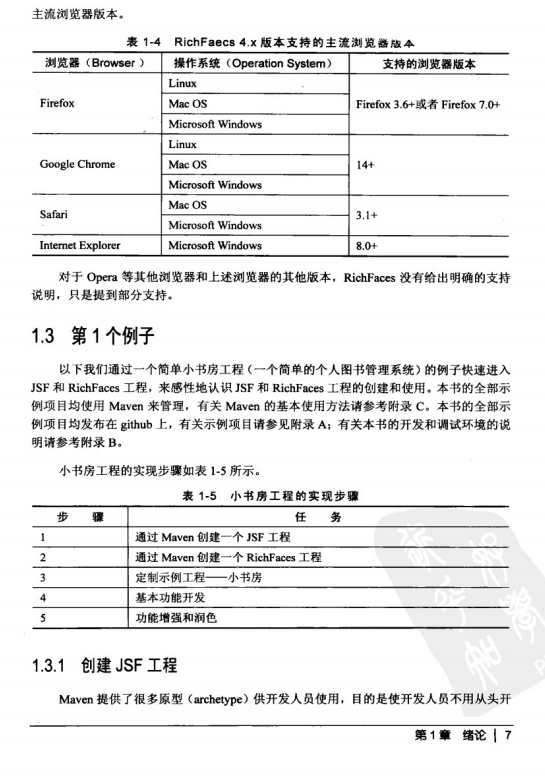 主流浏览器版本。
表 1-4 RichFaecs 4.x 版本支持的主流浏览器版本
浏览器（Browser） 操作系统（Operation System） 支持的浏览器版本
Firefox Linux Firefox 3.6+或者 Firefox 7.0+
Mac OS
Microsoft Windows
Google Chrome Linux 14+
Mac OS
Microsoft Windows
Safari Mac OS 3.1+
Microsoft Windows
Internet Explorer Microsoft Windows 8.0+
对于 Opera 等其他浏览器和上述浏览器的其他版本，RichFaces 没有给出明确的支持
说明，只是提到部分支持。
1.3 第 1 个例子
以下我们通过一个简单小书房工程（一个简单的个人图书管理系统）的例子快速进入
JSF 和 RichFaces 工程，来感性地认识 JSF 和 RichFaces 工程的创建和使用。本书的全部示
例项目均使用 Maven 来管理，有关 Maven 的基本使用方法请参考附录 C。本书的全部示
例项目均发布在 github 上，有关示例项目请参见附录 A；有关本书的开发和调试环境的说
明请参考附录 B。
小书房工程的实现步骤如表 1-5 所示。
表 1-5 小书房工程的实现步骤
步 骤 任 务
1 通过 Maven 创建一个 JSF 工程
2 通过 Maven 创建一个 RichFaces 工程
3 定制示例工程——小书房
4 基本功能开发
5 功能增强和润色
1.3.1 创建 JSF 工程
Maven 提供了很多原型（archetype）供开发人员使用，目的是使开发人员不用从头开
第 1 章 绪论 | 7